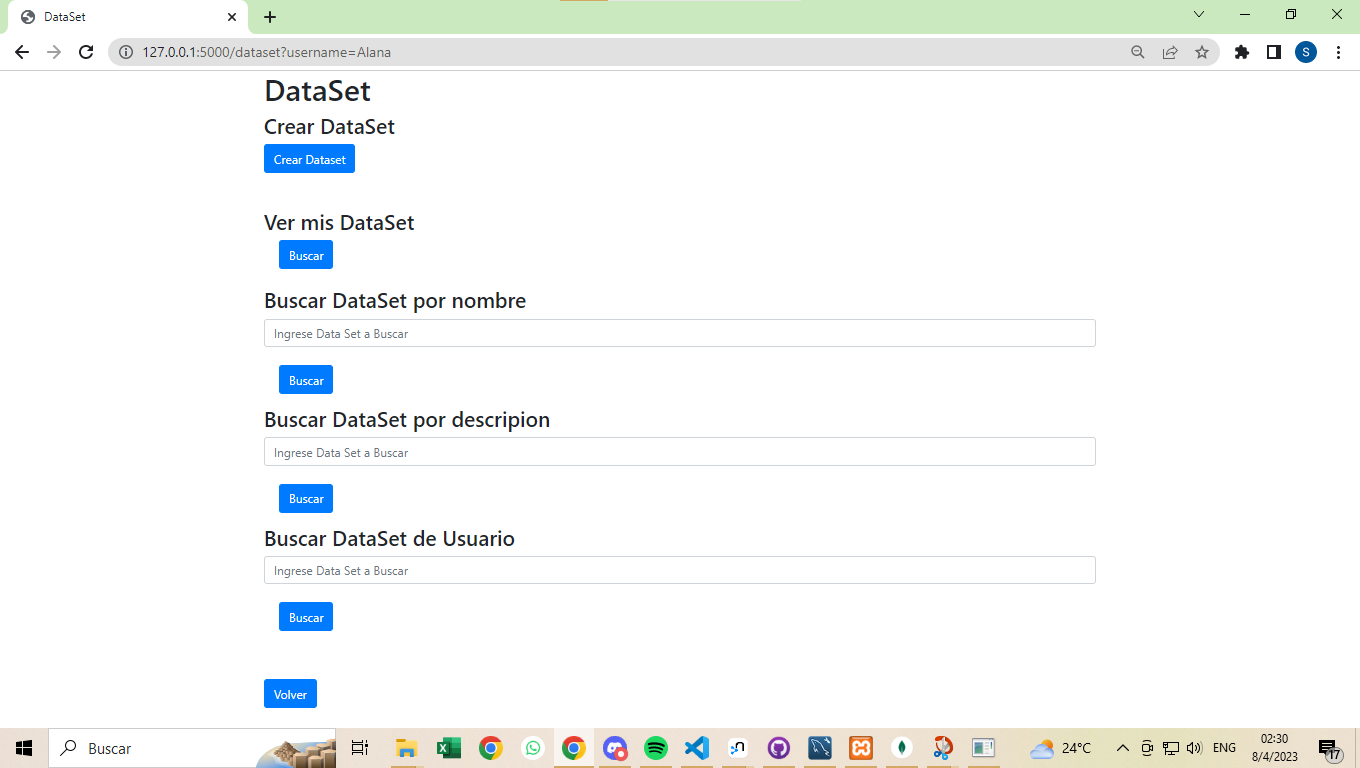 DataSet
127.0.0.1:5000/dataset?username=Alana
S
DataSet
Crear DataSet
Crear Dataset
Ver mis DataSet
Buscar
Buscar DataSet por nombre
Ingrese Data Set a Buscar
Buscar
Buscar DataSet por descripion
Ingrese Data Set a Buscar
Buscar
Buscar DataSet de Usuario
Ingrese Data Set a Buscar
Buscar
Volver
Buscar
24°C
ENG
02:30
8/4/2023
17